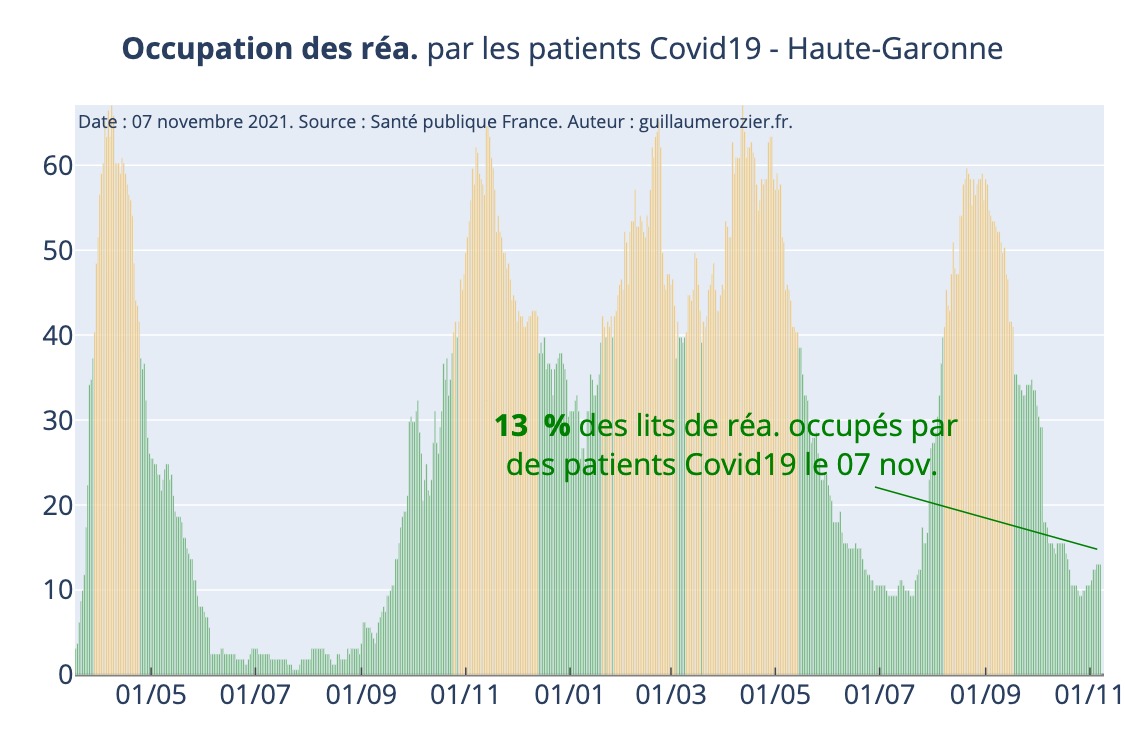 Occupation des réa. par les patients Covid19 - Haute-Garonne
Date : 07 novembre 2021. Source : Santé publique France. Auteur : guillaumerozier.fr.
60
50
40
30
20
10
0
13 % des lits de réa. occupés par
des patients Covid19 le 07 nov.
01/05 01/07 01/09 01/11 01/01 01/03 01/05 01/07 01/09 01/11